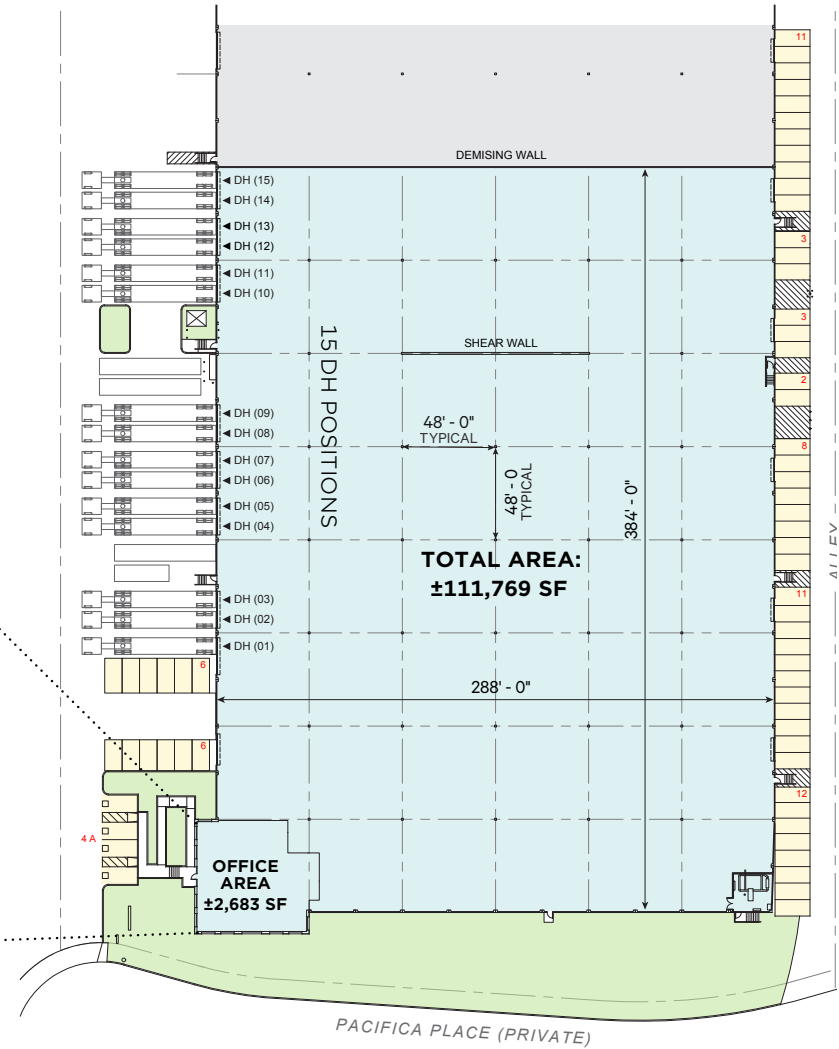 11
DEMISING WALL
DH (15)
DH (14)
DH (13)
3
DH (12)
DH (11)
DH (10)
3
15 DH POSITIONS
SHEAR WALL
2
DH (09)
48' - 0"
TYPICAL
DH (08)
8
DH (07)
DH (06)
48' - 0
TYPICAL
384' - 0"
DH (05)
DH (04)
ALLEY
TOTAL AREA:
±111,769 SF
11
DH (03)
DH (02)
DH (01)
6
288' - 0"
6
12
4 A
OFFICE
AREA
±2,683 SF
PACIFICA PLACE (PRIVATE)